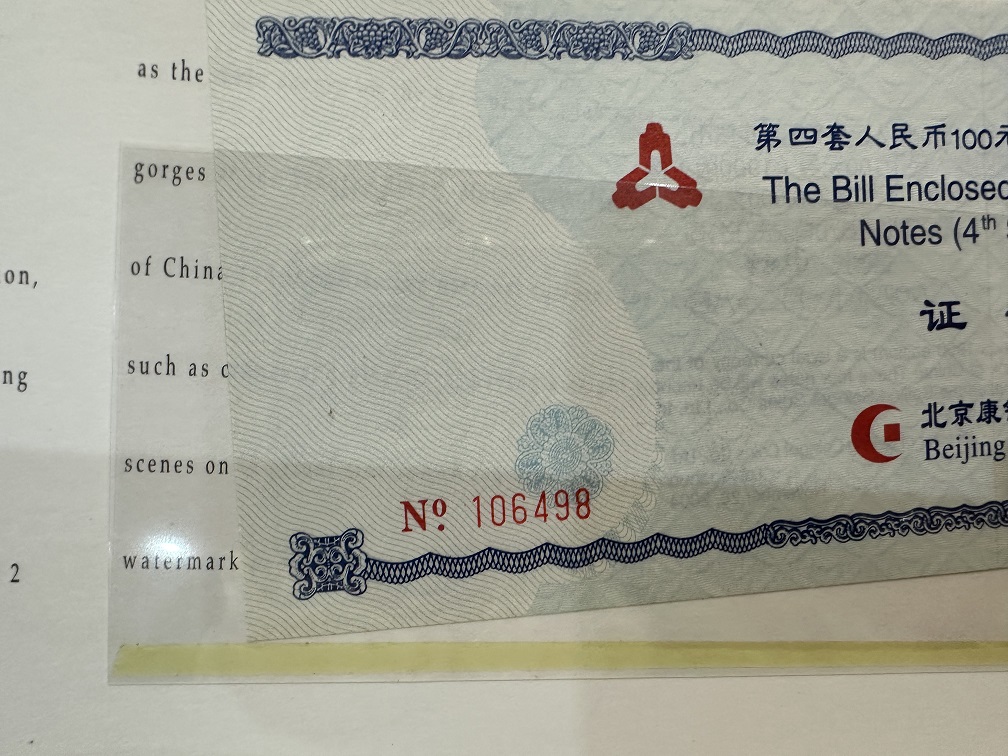 as the
gorges
of China
on,
such as c
ng
scenes on
watermark
2
第四套人民币100元
The Bill Enclosed
Notes (4th
证
北京康
Beijing
Nº 106498